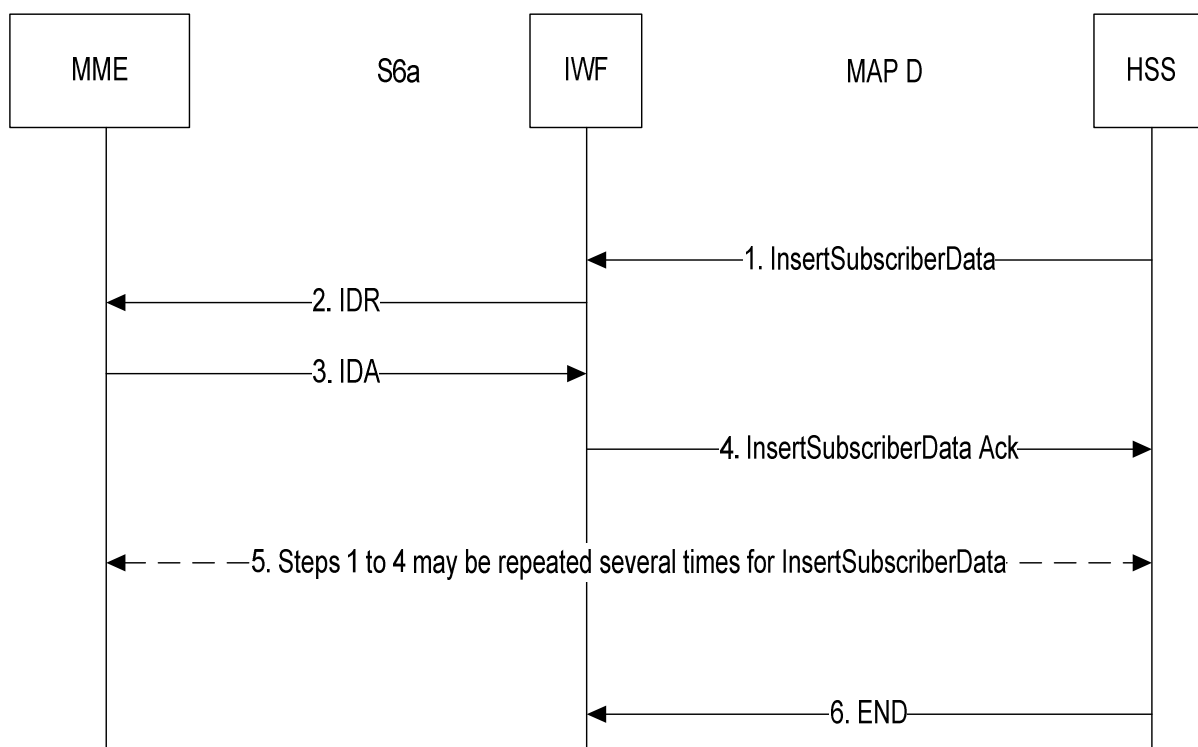 MME
S6a
IWF
MAP D
HSS
1. InsertSubscriberData
2. IDR
3. IDA
4. InsertSubscriberData Ack
5. Steps 1 to 4 may be repeated several times for InsertSubscriberData
6. END